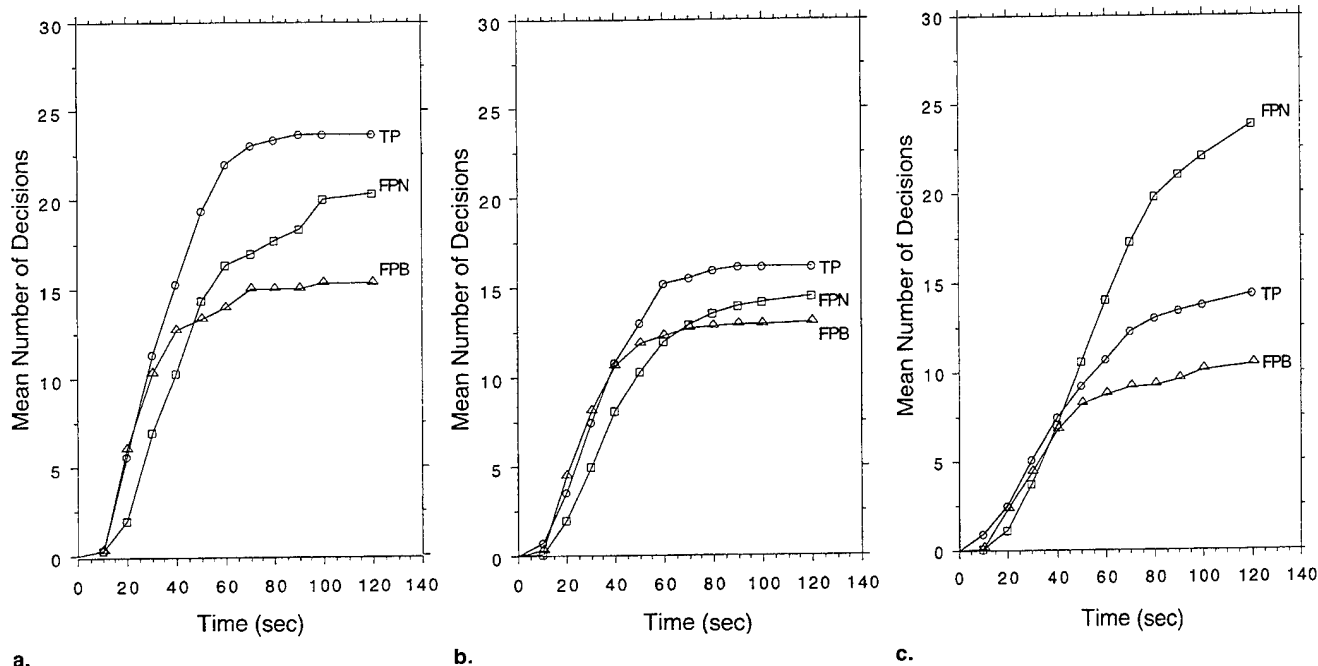 30
25
20
15
10
5
0
Mean Number of Decisions
TP
FPN
FPB
0 20 40 60 80 100 120 140
Time (sec)
a.
30
25
20
15
10
5
0
Mean Number of Decisions
TP
FPN
FPB
0 20 40 60 80 100 120 140
Time (sec)
b.
30
25
20
15
10
5
0
Mean Number of Decisions
FPN
TP
FPB
0 20 40 60 80 100 120 140
Time (sec)
c.